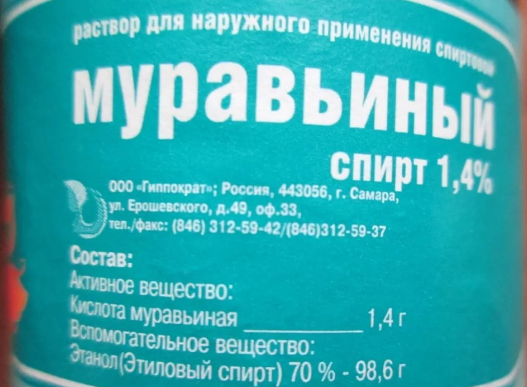 раствор для наружного применения спиртовой
муравьиный
спирт 1,4%
ООО «Гиппократ»; Россия, 443056, г. Самара,
ул. Ерошевского, д.49, оф.33,
тел./факс: (846) 312-59-42/(846)312-59-37
Состав:
Активное вещество:
Кислота муравьиная ____________ 1,4 г
Вспомогательное вещество:
Этанол(Этиловый спирт) 70 % - 98,6 г